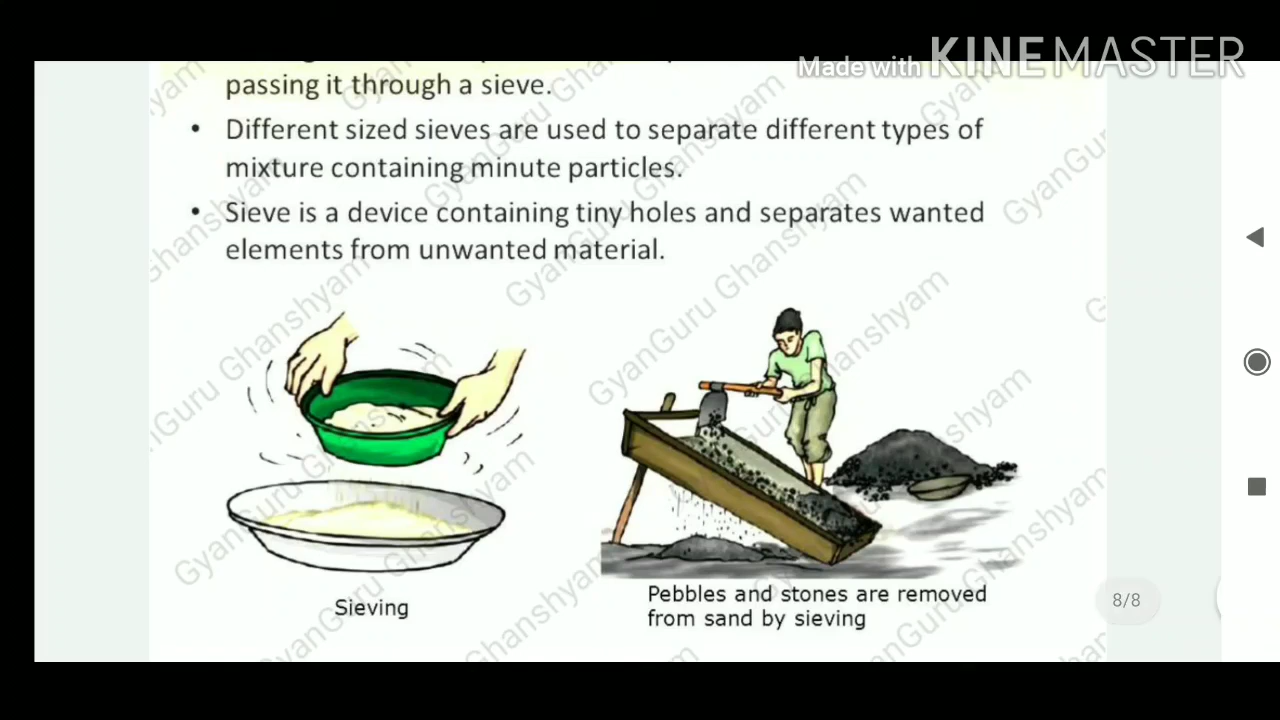 Made with KINEMASTER
passing it through a sieve.
• Different sized sieves are used to separate different types of
mixture containing minute particles.
• Sieve is a device containing tiny holes and separates wanted
elements from unwanted material.
GyanGuru Ghanshyam
Sieving
Pebbles and stones are removed
from sand by sieving
8/8